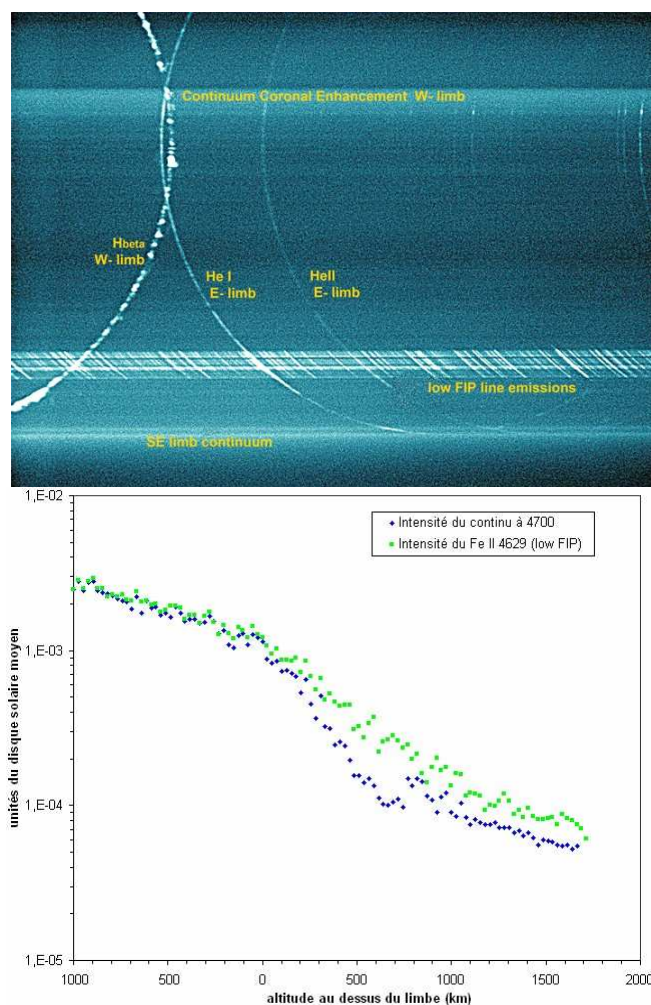 Continuum Coronal Enhancement W- limb
Hbeta
W- limb
He I
E- limb
HeII
E- limb
low FIP line emissions
SE limb continuum
1,E-02
Intensité du continu à 4700
Intensité du Fe II 4629 (low FIP)
1,E-03
unités du disque solaire moyen
1,E-04
1,E-05
1000 500 0 500 1000 1500 2000
altitude au dessus du limbe (km)